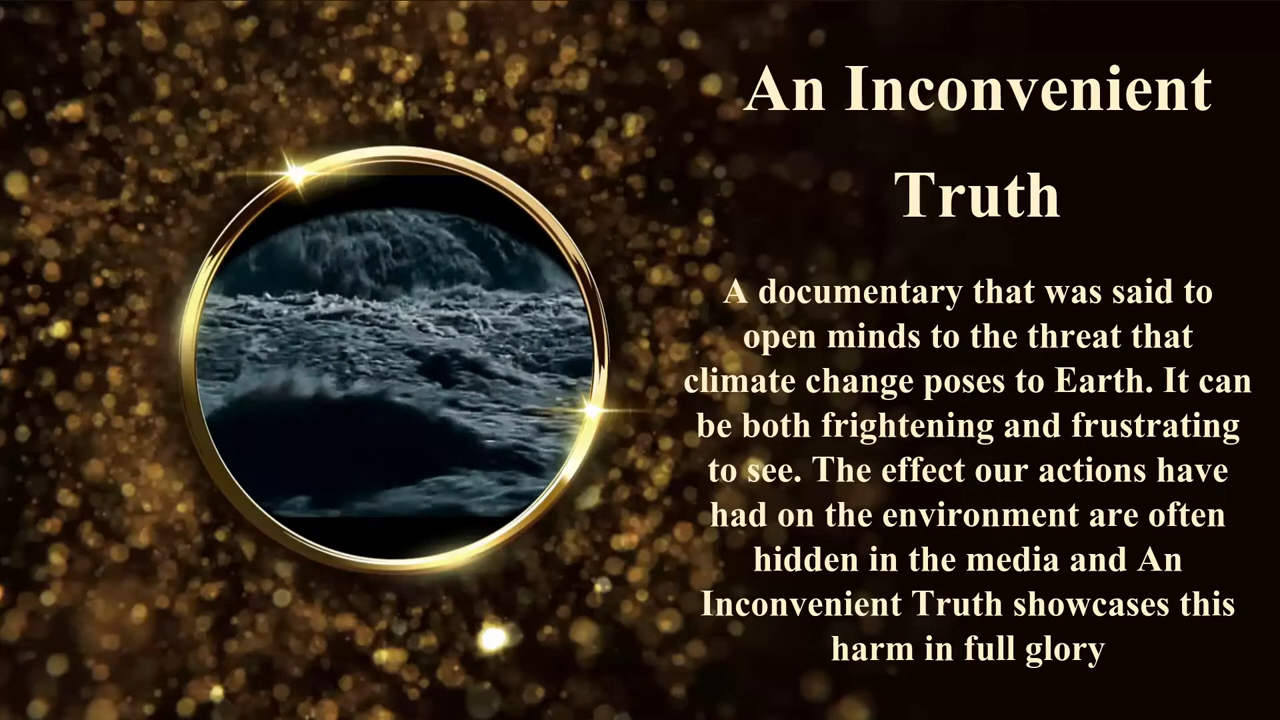 An Inconvenient
Truth
A documentary that was said to
open minds to the threat that
climate change poses to Earth. It can
be both frightening and frustrating
to see. The effect our actions have
had on the environment are often
hidden in the media and An
Inconvenient Truth showcases this
harm in full glory